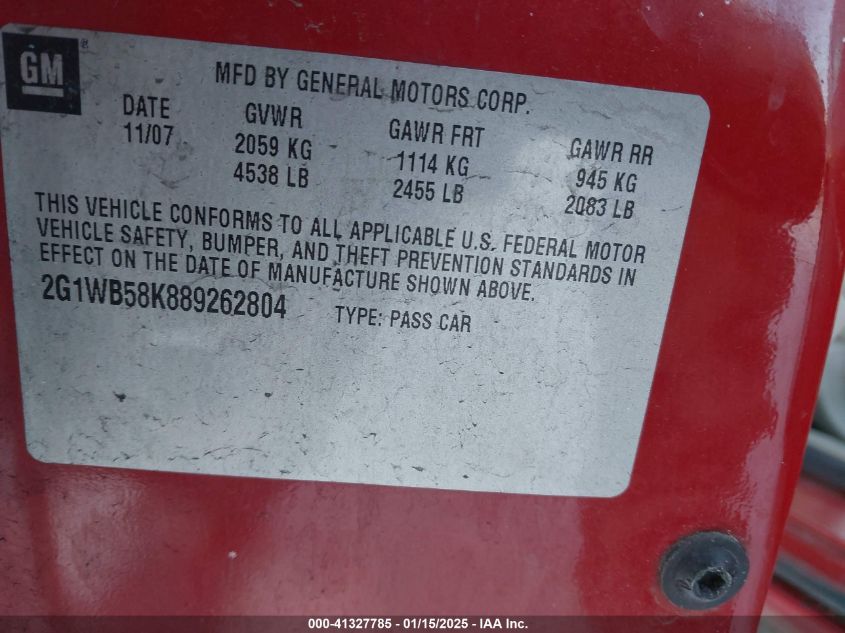 GM ®
MFD BY GENERAL MOTORS CORP.
DATE GVWR GAWR FRT GAWR RR
11/07 2059 KG 1114 KG 945 KG
4538 LB 2455 LB 2083 LB
THIS VEHICLE CONFORMS TO ALL APPLICABLE U.S. FEDERAL MOTOR
VEHICLE SAFETY, BUMPER, AND THEFT PREVENTION STANDARDS IN
EFFECT ON THE DATE OF MANUFACTURE SHOWN ABOVE.
2G1WB58K889262804 TYPE: PASS CAR
000-41327785 - 01/15/2025 - IAA Inc.